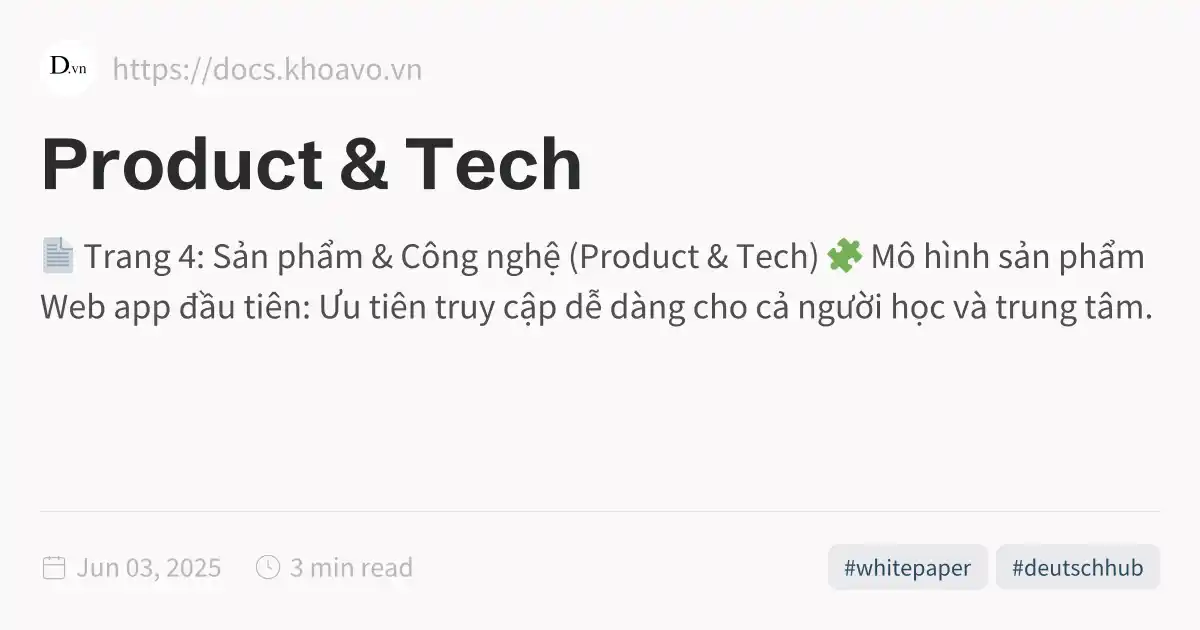 D.vn
https://docs.khoavo.vn
Product & Tech
📄 Trang 4: Sản phẩm & Công nghệ (Product & Tech) 🧩 Mô hình sản phẩm
Web app đầu tiên: Ưu tiên truy cập dễ dàng cho cả người học và trung tâm.
Jun 03, 2025
3 min read
#whitepaper
#deutschhub